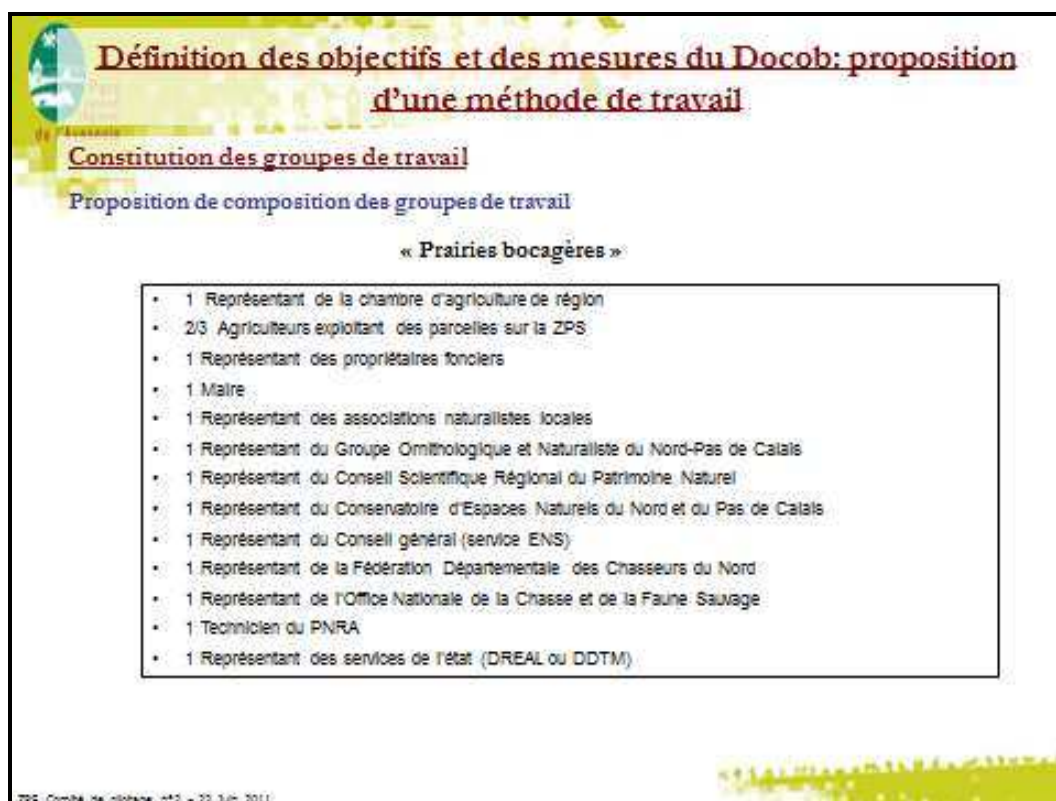 Définition des objectifs et des mesures du Docob: proposition
d'une méthode de travail
de l'Avesnois
Constitution des groupes de travail
Proposition de composition des groupes de travail
« Prairies bocagères »
• 1 Représentant de la chambre d'agriculture de région
• 2/3 Agriculteurs exploitant des parcelles sur la ZPS
• 1 Représentant des propriétaires fonciers
• 1 Maire
• 1 Représentant des associations naturalistes locales
• 1 Représentant du Groupe Ornithologique et Naturaliste du Nord-Pas de Calais
• 1 Représentant du Conseil Scientifique Régional du Patrimoine Naturel
• 1 Représentant du Conservatoire d'Espaces Naturels du Nord et du Pas de Calais
• 1 Représentant du Conseil général (service ENS)
• 1 Représentant de la Fédération Départementale des Chasseurs du Nord
• 1 Représentant de l'Office Nationale de la Chasse et de la Faune Sauvage
• 1 Technicien du PNRA
• 1 Représentant des services de l'état (DREAL ou DDTM)
ZPS Comité de pilotage